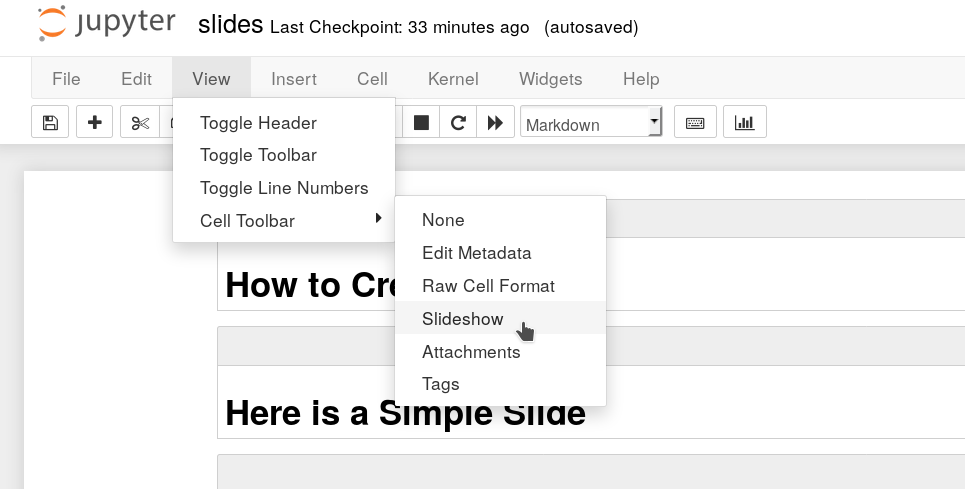 jupyter slides Last Checkpoint: 33 minutes ago (autosaved)
File Edit View Insert Cell Kernel Widgets Help
Markdown
Toggle Header
Toggle Toolbar
Toggle Line Numbers
Cell Toolbar
None
Edit Metadata
Raw Cell Format
Slideshow
Attachments
Tags
How to
Here is a Simple Slide